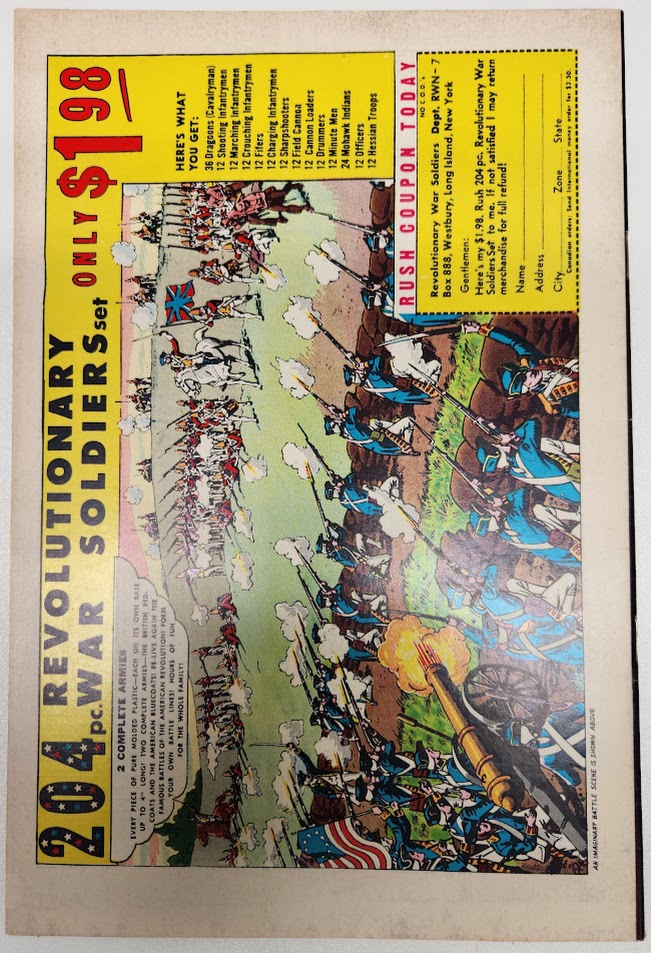 204 pc. REVOLUTIONARY
WAR SOLDIERS set
ONLY $1.98
2 COMPLETE ARMIES
EVERY PIECE OF PURE MOLDED PLASTIC—EACH ON ITS OWN BASE
UP TO 4" LONG! TWO COMPLETE ARMIES—THE BRITISH RED-
COATS AND THE AMERICAN BLUECOATS! RE-LIVE AGAIN THE
FAMOUS BATTLES OF THE AMERICAN REVOLUTION! FORM
YOUR OWN BATTLE LINES! HOURS OF FUN
FOR THE WHOLE FAMILY!
HERE'S WHAT
YOU GET:
36 Dragoons (Cavalryman)
12 Shooting Infantrymen
12 Marching Infantrymen
12 Crouching Infantrymen
12 Fifers
12 Charging Infantrymen
12 Sharpshooters
12 Field Cannon
12 Cannon Loaders
12 Drummers
12 Minute Men
24 Mohawk Indians
12 Officers
12 Hessian Troops
RUSH COUPON TODAY
NO C.O.D.'s
Revolutionary War Soldiers Dept. RWN-7
Box 888, Westbury, Long Island, New York
Gentlemen:
Here's my $1.98. Rush 204 pc. Revolutionary War
Soldiers Set to me. If not satisfied I may return
merchandise for full refund!
Name
Address
City Zone State
Canadian orders: Send International money order for $2.50.
AN IMAGINARY BATTLE SCENE IS SHOWN ABOVE